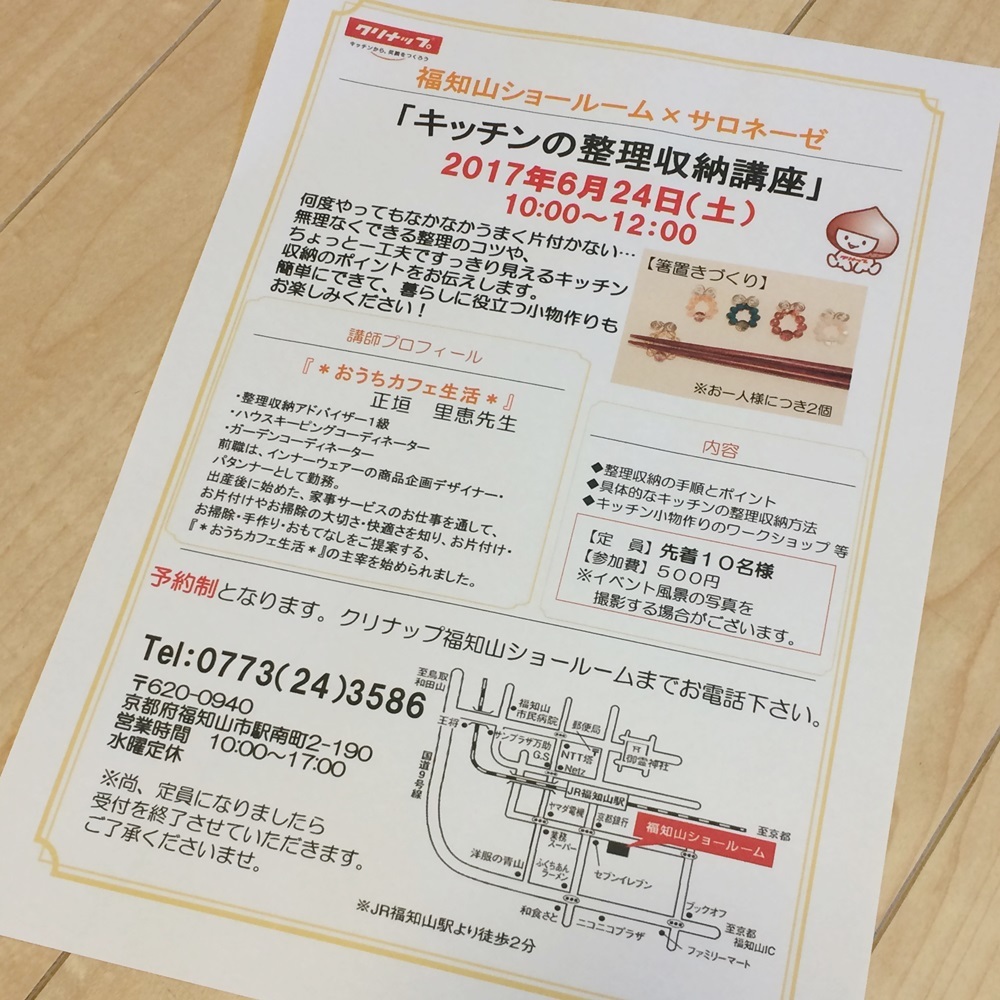 クリナップ
キッチンから、笑顔をつくろう
福知山ショールーム×サロネーゼ
「キッチンの整理収納講座」
2017年6月24日(土)
10:00～12:00
何度やってもなかなかうまく片付かない…
無理なくできる整理のコツや、
ちょっと一工夫ですっきり見えるキッチン
収納のポイントをお伝えします。
簡単にできて、暮らしに役立つ小物作りも
お楽しみください！
【箸置きづくり】
※お一人様につき2個
講師プロフィール
『＊おうちカフェ生活＊』
正垣　里恵先生
・整理収納アドバイザー1級
・ハウスキーピングコーディネーター
・ガーデンコーディネーター
前職は、インナーウェアーの商品企画デザイナー・
パタンナーとして勤務。
出産後に始めた、家事サービスのお仕事を通して、
お片付けやお掃除の大切さ・快適さを知り、お片付け・
お掃除・手作り・おもてなしをご提案する、
『＊おうちカフェ生活＊』の主宰を始められました。
内容
◆整理収納の手順とポイント
◆具体的なキッチンの整理収納方法
◆キッチン小物作りのワークショップ 等
【定　員】先着１０名様
【参加費】５００円
※イベント風景の写真を
撮影する場合がございます。
予約制となります。クリナップ福知山ショールームまでお電話下さい。
Tel:0773(24)3586
〒620-0940
京都府福知山市駅南町2-190
営業時間　10:00～17:00
水曜定休
※尚、定員になりましたら
受付を終了させていただきます。
ご了承くださいませ。
至鳥取
和田山
王将
国道9号線
福知山
市民病院
郵便局
サンプラザ万助
G.S
NTT塔
Netz
御霊神社
JR福知山駅
至京都
ヤマダ電機
京都銀行
福知山ショールーム
業務
スーパー
洋服の青山
ふくちあん
ラーメン
セブンイレブン
和食さと
ニコニコプラザ
ブックオフ
至京都
福知山IC
ファミリーマート
※JR福知山駅より徒歩2分